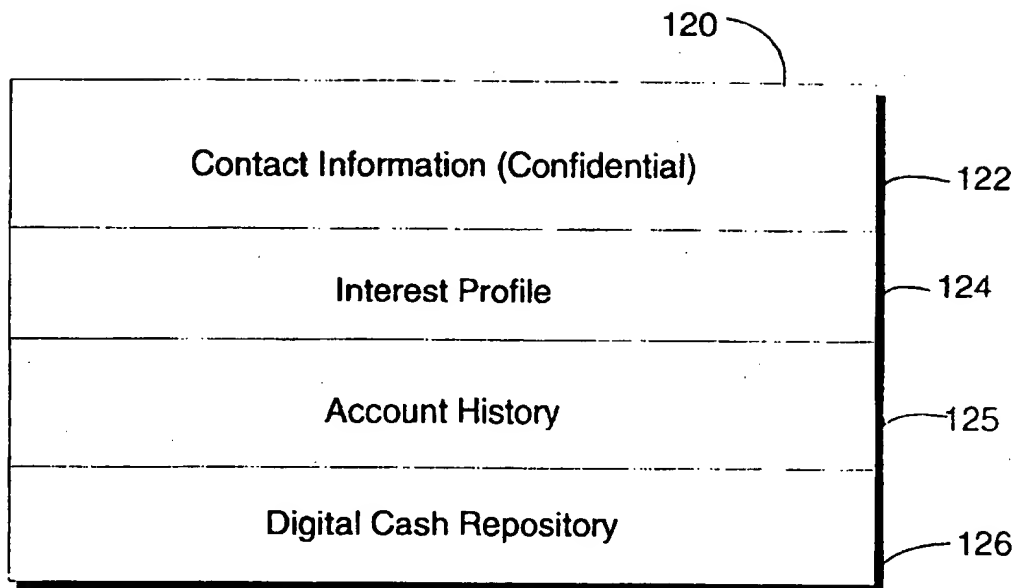 120
Contact Information (Confidential)
122
Interest Profile
124
Account History
125
Digital Cash Repository
126